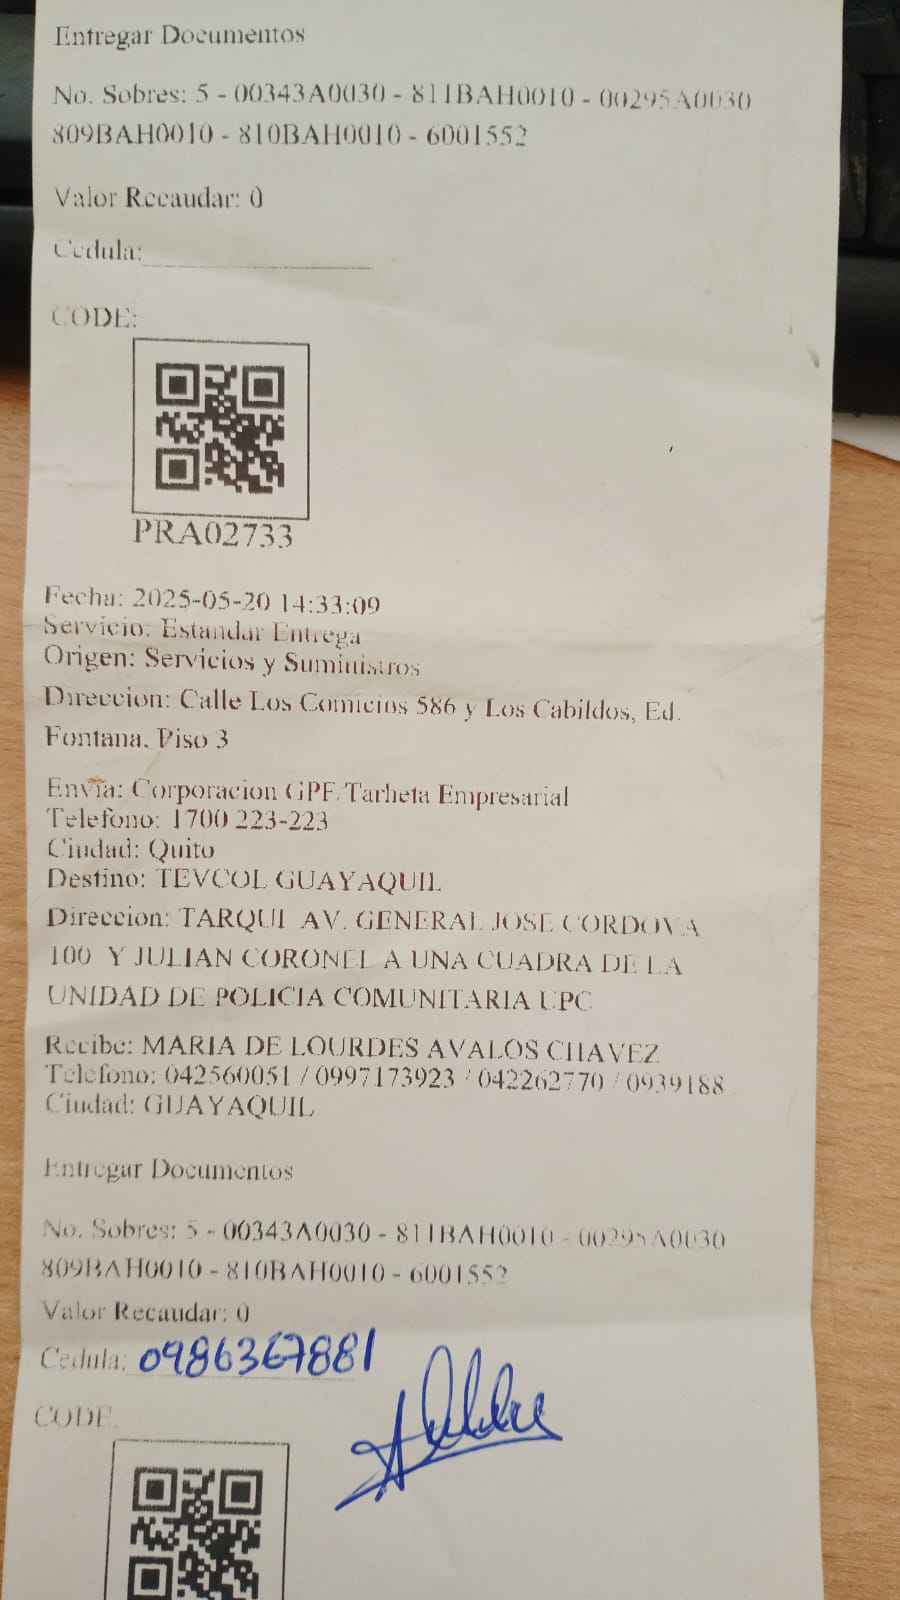 Entregar Documentos
No. Sobres: 5 - 00343A0030 - 811BAH0010 - 00295A0030
809BAH0010 - 810BAH0010 - 6001552
Valor Recaudar: 0
Cedula:
CODE:
PRA02733
Fecha: 2025-05-20 14:33:09
Servicio: Estandar Entrega
Origen: Servicios y Suministros
Direccion: Calle Los Comicios 586 y Los Cabildos, Ed.
Fontana, Piso 3
Envía: Corporacion GPF. Tarheta Empresarial
Telefono: 1700 223-223
Ciudad: Quito
Destino: TEVCOL GUAYAQUIL
Direccion: TARQUI AV. GENERAL JOSE CORDOVA
100 Y JULIAN CORONEL A UNA CUADRA DE LA
UNIDAD DE POLICIA COMUNITARIA UPC
Recibe: MARIA DE LOURDES AVALOS CHAVEZ
Telefono: 042560051 / 0997173923 / 042262770 / 0939188
Ciudad: GUAYAQUIL
Entregar Documentos
No. Sobres: 5 - 00343A0030 - 811BAH0010 - 00295A0030
809BAH0010 - 810BAH0010 - 6001552
Valor Recaudar: 0
Cedula: 0986367881
CODE: